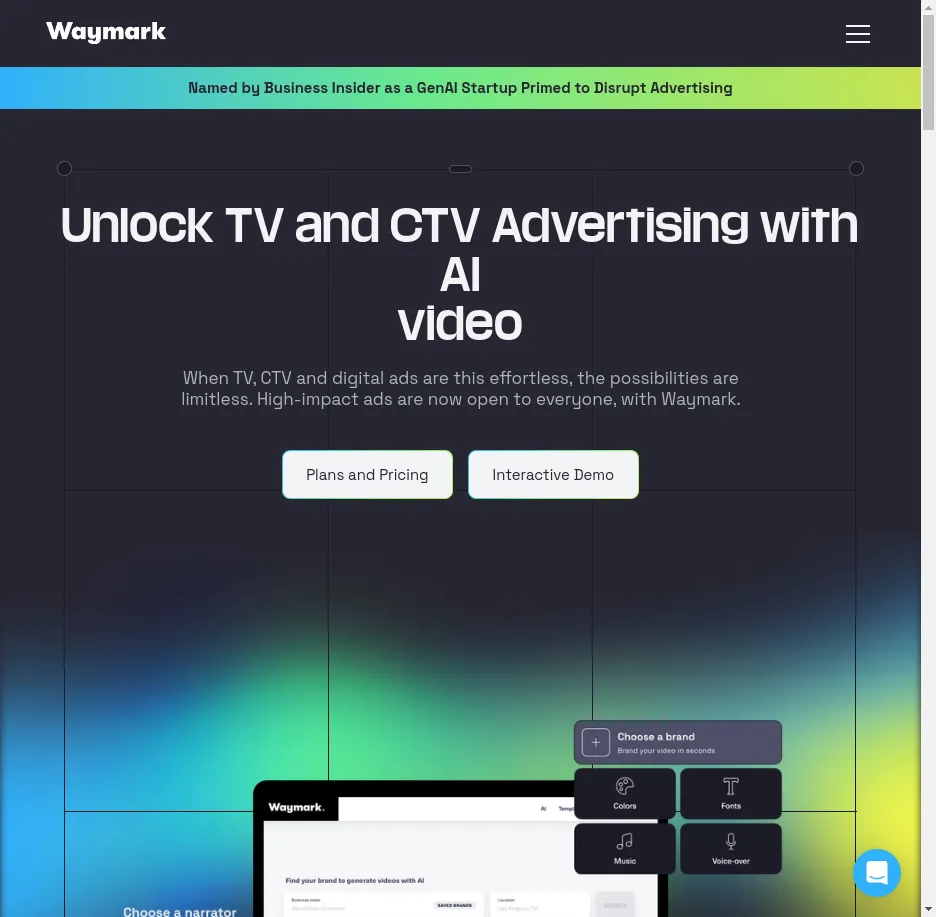 Waymark
Named by Business Insider as a GenAI Startup Primed to Disrupt Advertising
Unlock TV and CTV Advertising with
AI
video
When TV, CTV and digital ads are this effortless, the possibilities are
limitless. High-impact ads are now open to everyone, with Waymark.
Plans and Pricing
Interactive Demo
Choose a brand
Brand your video in seconds
Colors
Fonts
Waymark.
AI
Music
Voice-over
Find your brand to generate videos with AI
Business name
Location
SAVED BRANDS
Los Angeles, CA
SEARCH
Choose a narrator